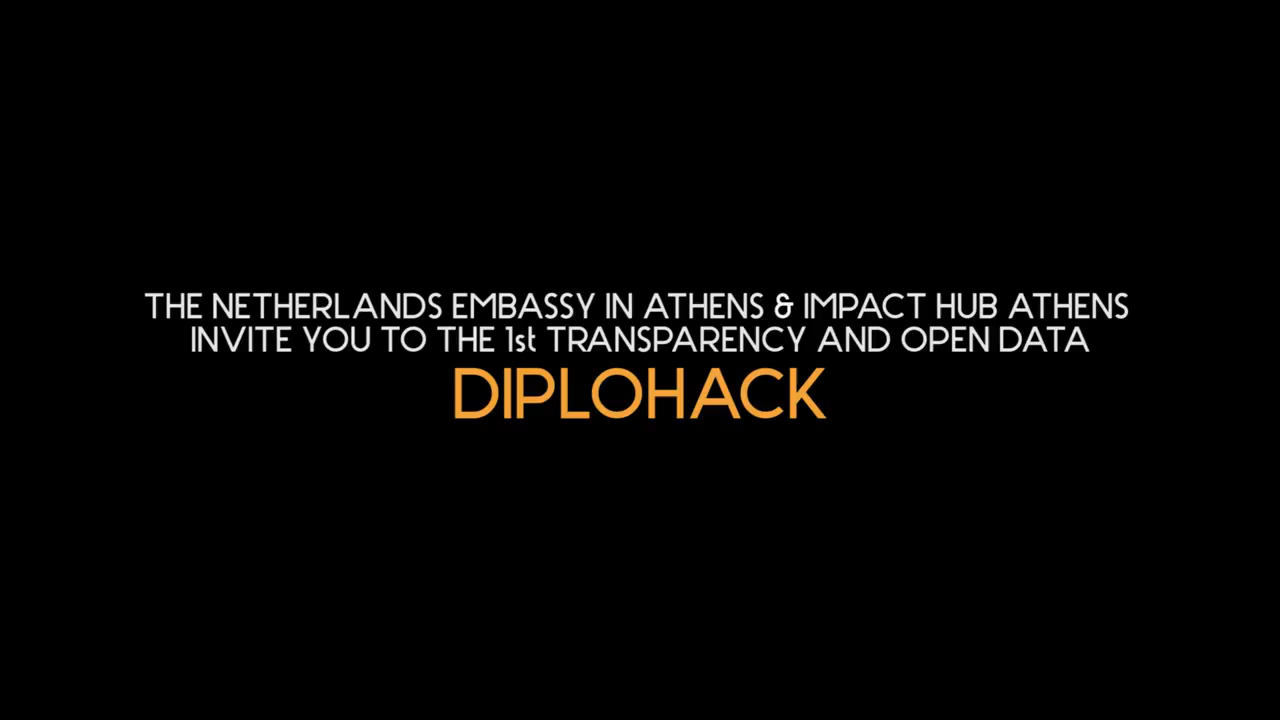 THE NETHERLANDS EMBASSY IN ATHENS & IMPACT HUB ATHENS
INVITE YOU TO THE 1st TRANSPARENCY AND OPEN DATA
DIPLOHACK